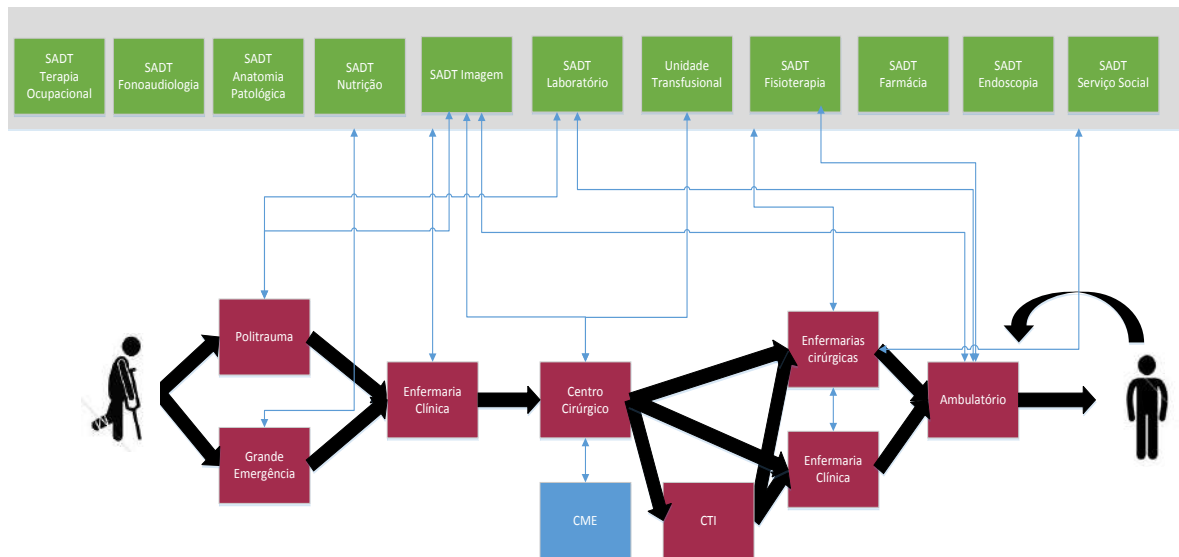 SADT
Terapia
Ocupacional
SADT
Fonoaudiologia
SADT
Anatomia
Patológica
SADT
Nutrição
SADT Imagem
SADT
Laboratório
Unidade
Transfusional
SADT
Fisioterapia
SADT
Farmácia
SADT
Endoscopia
SADT
Serviço Social
Politrauma
Grande
Emergência
Enfermaria
Clínica
Centro
Cirúrgico
CME
CTI
Enfermarias
cirúrgicas
Enfermaria
Clínica
Ambulatório